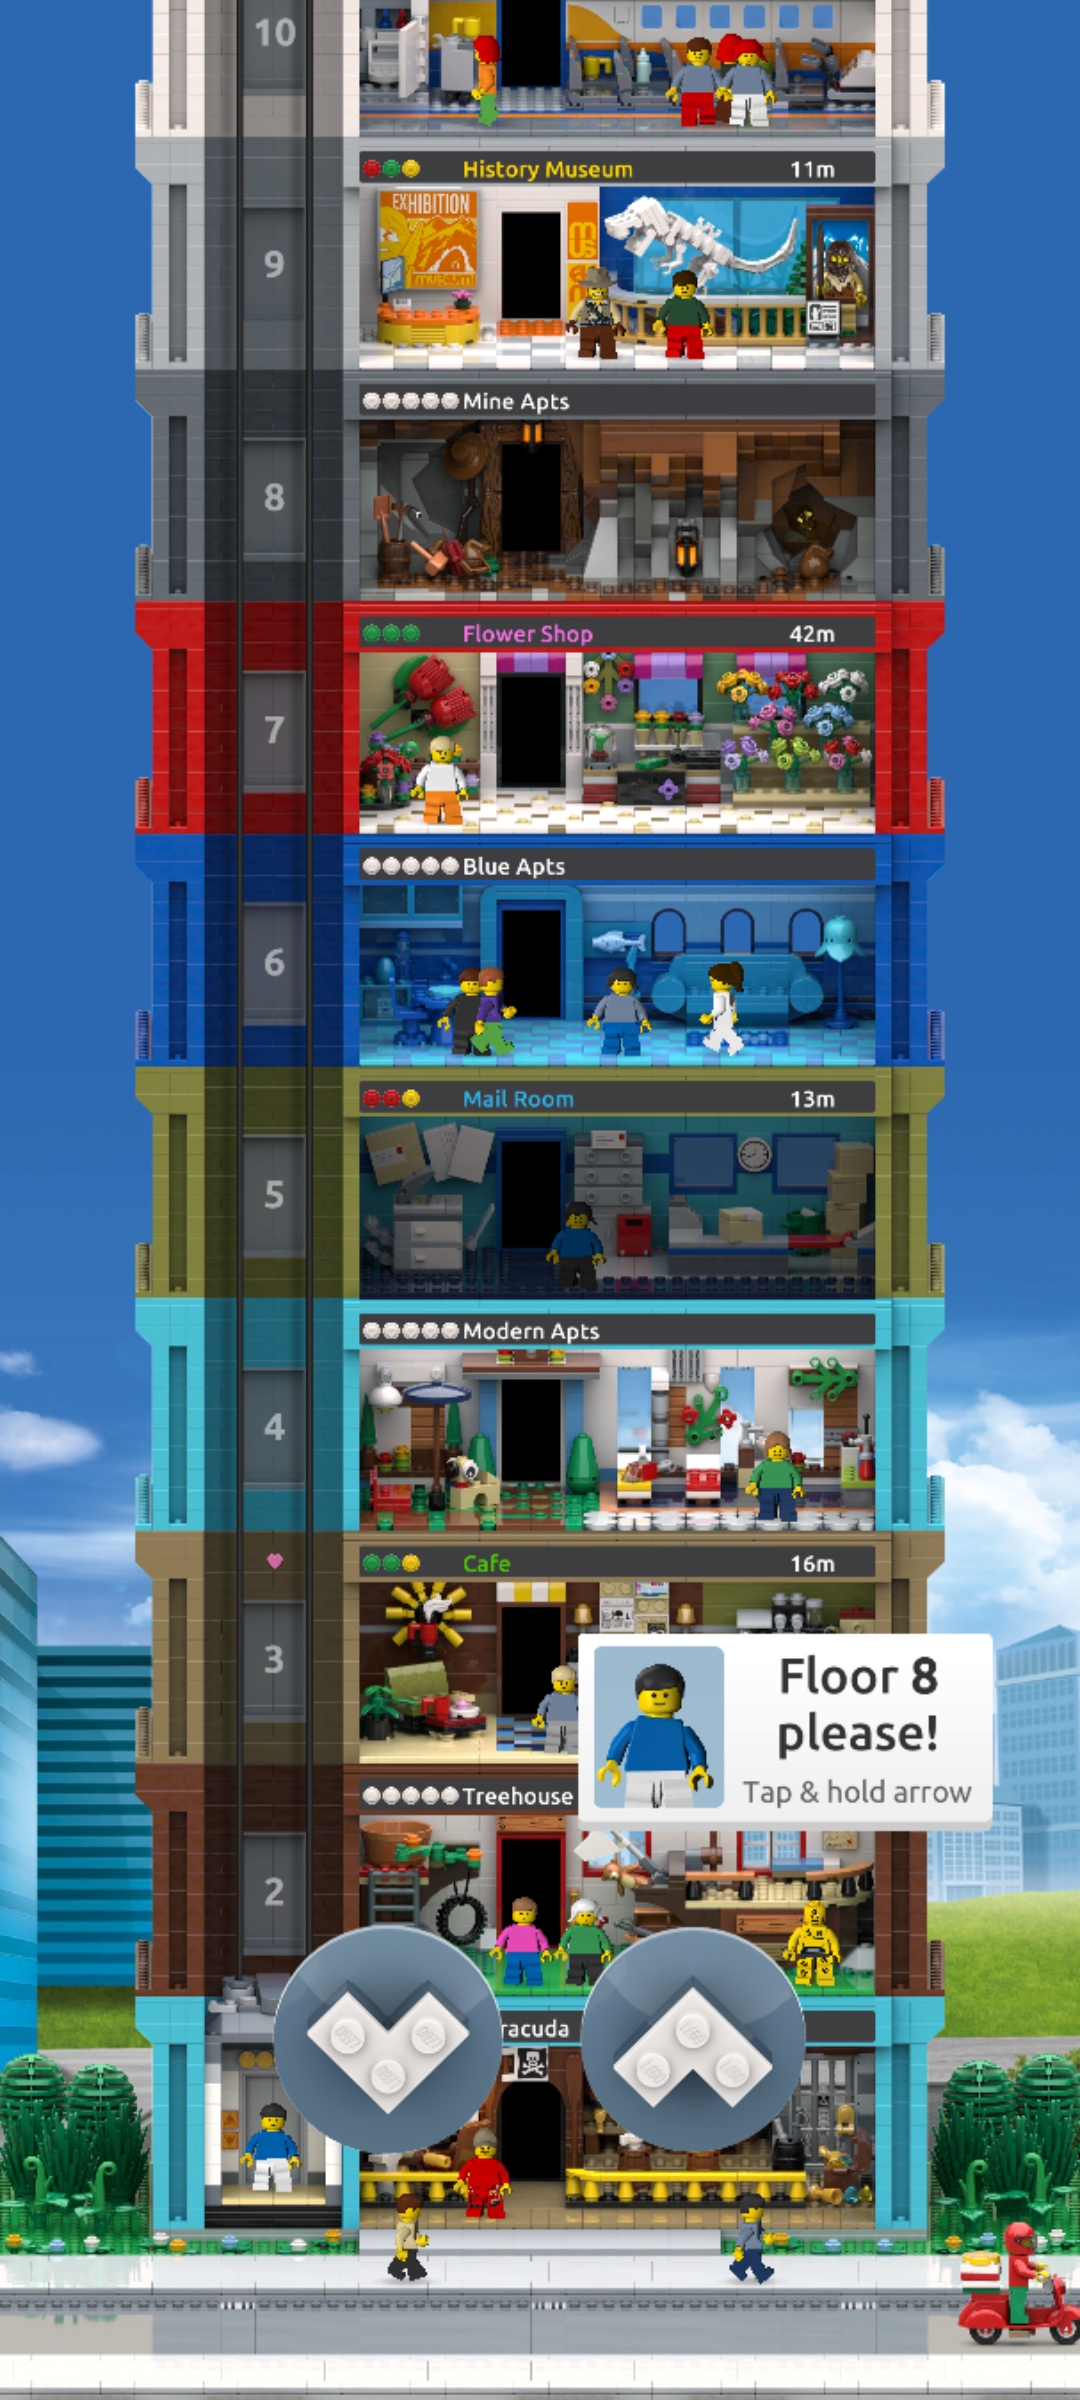 10
History Museum 11m
EXHIBITION
museum
9
Mine Apts
8
Flower Shop 42m
7
Blue Apts
6
Mail Room 13m
5
Modern Apts
4
Cafe 16m
3
Floor 8
please!
Tap & hold arrow
Treehouse
2
racuda